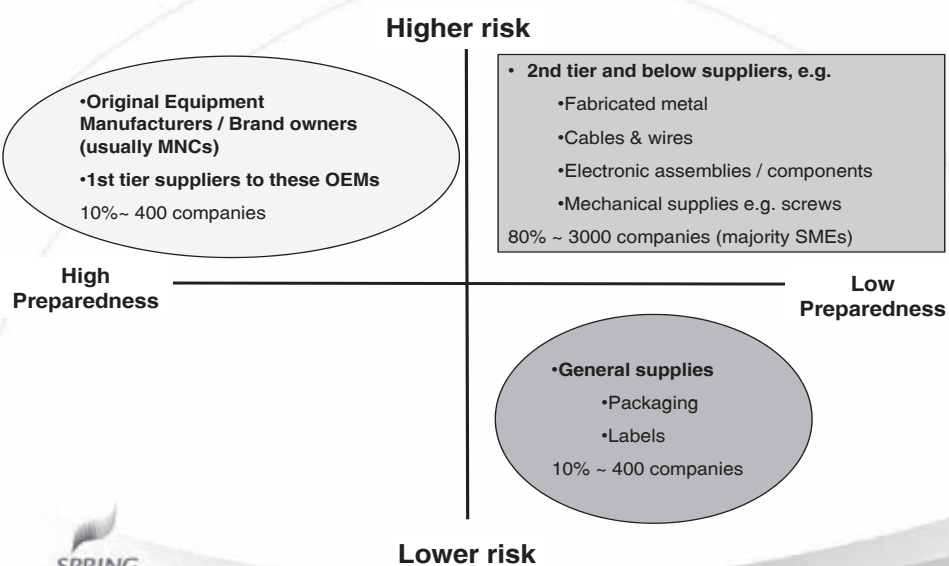 Higher risk
•Original Equipment
Manufacturers / Brand owners
(usually MNCs)
•1st tier suppliers to these OEMs
10%~ 400 companies
• 2nd tier and below suppliers, e.g.
•Fabricated metal
•Cables & wires
•Electronic assemblies / components
•Mechanical supplies e.g. screws
80% ~ 3000 companies (majority SMEs)
High
Preparedness
Low
Preparedness
•General supplies
•Packaging
•Labels
10% ~ 400 companies
SPRING
Lower risk